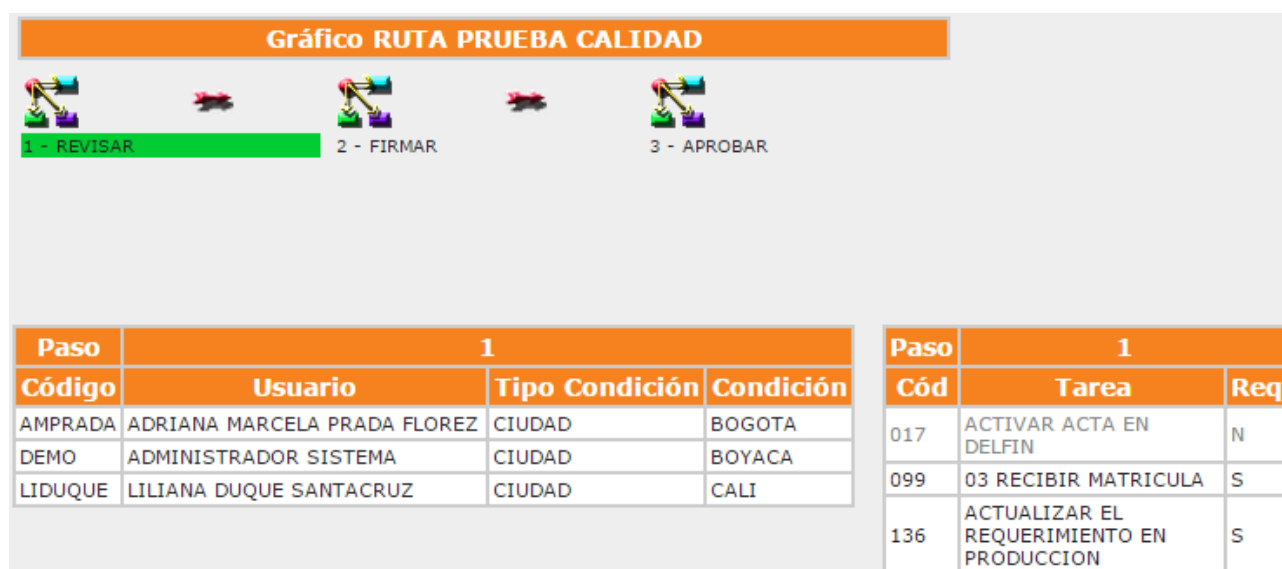 Gráfico RUTA PRUEBA CALIDAD
1 - REVISAR 2 - FIRMAR 3 - APROBAR
Paso 1
Código Usuario Tipo Condición Condición
AMPRADA ADRIANA MARCELA PRADA FLOREZ CIUDAD BOGOTA
DEMO ADMINISTRADOR SISTEMA CIUDAD BOYACA
LIDUQUE LILIANA DUQUE SANTACRUZ CIUDAD CALI
Paso 1
Cód Tarea Req
017 ACTIVAR ACTA EN N
DELFIN
099 03 RECIBIR MATRICULA S
ACTUALIZAR EL
136 REQUERIMIENTO EN S
PRODUCCION